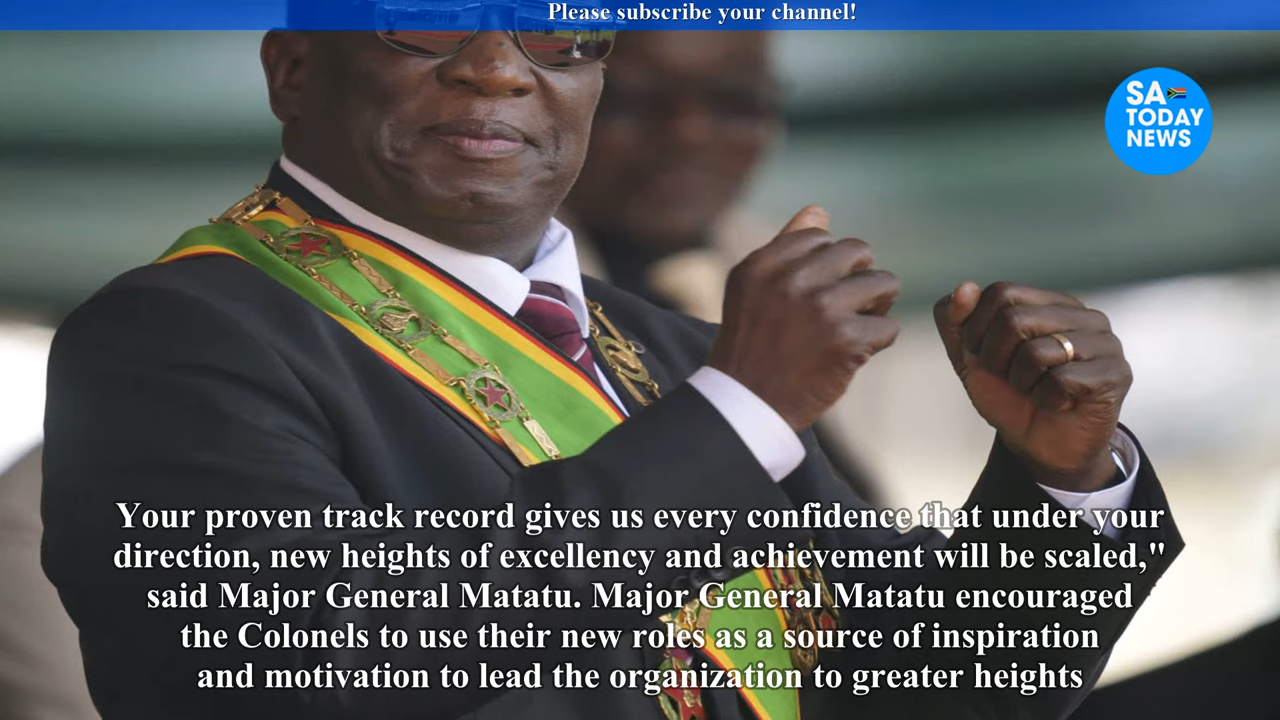 Please subscribe your channel!
SA
TODAY
NEWS
Your proven track record gives us every confidence that under your
direction, new heights of excellency and achievement will be scaled,"
said Major General Matatu. Major General Matatu encouraged
the Colonels to use their new roles as a source of inspiration
and motivation to lead the organization to greater heights